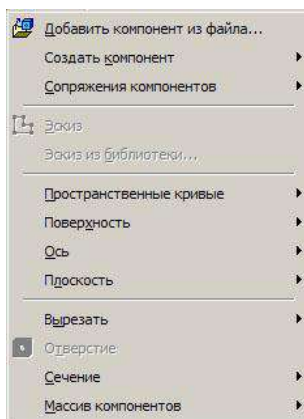 Добавить компонент из файла...
Создать компонент
Сопряжения компонентов
Эскиз
Эскиз из библиотеки...
Пространственные кривые
Поверхность
Ось
Плоскость
Вырезать
Отверстие
Сечение
Массив компонентов